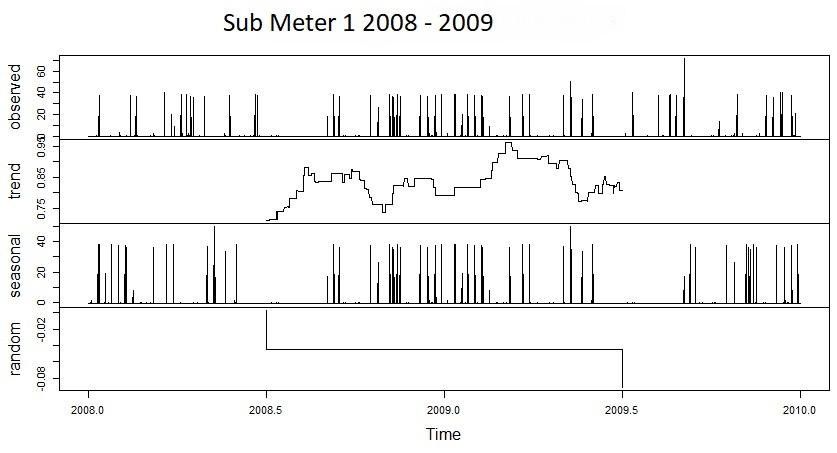 Sub Meter 1 2008 - 2009
observed
0 20 40 60
trend
0.75 0.85 0.95
seasonal
0 20 40
random
-0.08 -0.02
2008.0 2008.5 2009.0 2009.5 2010.0
Time